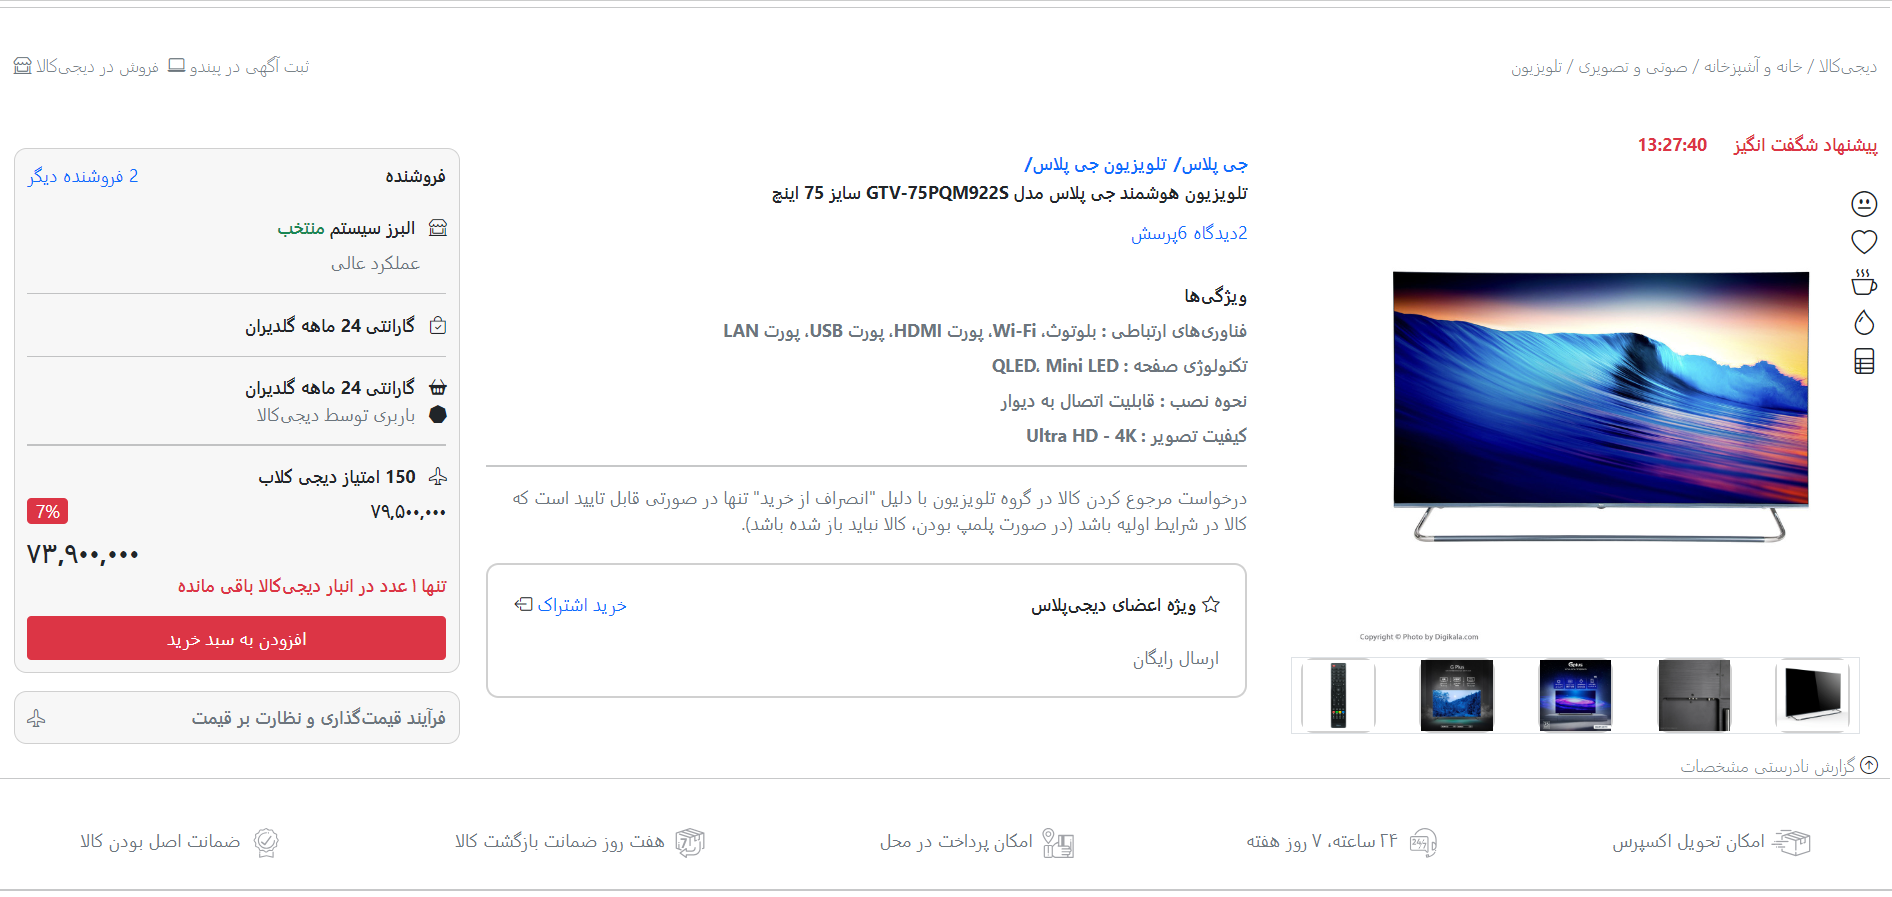 دیجی‌کالا / خانه و آشپزخانه / صوتی و تصویری / تلویزیون
ثبت آگهی در پیندو فروش در دیجی‌کالا
پیشنهاد شگفت انگیز 13:27:40
Copyright © Photo by Digikala.com
گزارش نادرستی مشخصات
جی پلاس/ تلویزیون جی پلاس/
تلویزیون هوشمند جی پلاس مدل GTV-75PQM922S سایز 75 اینچ
2دیدگاه 6پرسش
ویژگی‌ها
فناوری‌های ارتباطی : بلوتوث، Wi-Fi، پورت HDMI، پورت USB، پورت LAN
تکنولوژی صفحه : QLED، Mini LED
نحوه نصب : قابلیت اتصال به دیوار
کیفیت تصویر : Ultra HD - 4K
درخواست مرجوع کردن کالا در گروه تلویزیون با دلیل "انصراف از خرید" تنها در صورتی قابل تایید است که
کالا در شرایط اولیه باشد (در صورت پلمپ بودن، کالا نباید باز شده باشد).
ویژه اعضای دیجی‌پلاس
خرید اشتراک
ارسال رایگان
فروشنده
2 فروشنده دیگر
البرز سیستم منتخب
عملکرد عالی
گارانتی 24 ماهه گلدیران
گارانتی 24 ماهه گلدیران
باربری توسط دیجی‌کالا
150 امتیاز دیجی کلاب
۷۹,۵۰۰,۰۰۰
7%
۷۳,۹۰۰,۰۰۰
تنها ۱ عدد در انبار دیجی‌کالا باقی مانده
افزودن به سبد خرید
فرآیند قیمت‌گذاری و نظارت بر قیمت
امکان تحویل اکسپرس
۲۴ ساعته، ۷ روز هفته
امکان پرداخت در محل
هفت روز ضمانت بازگشت کالا
ضمانت اصل بودن کالا